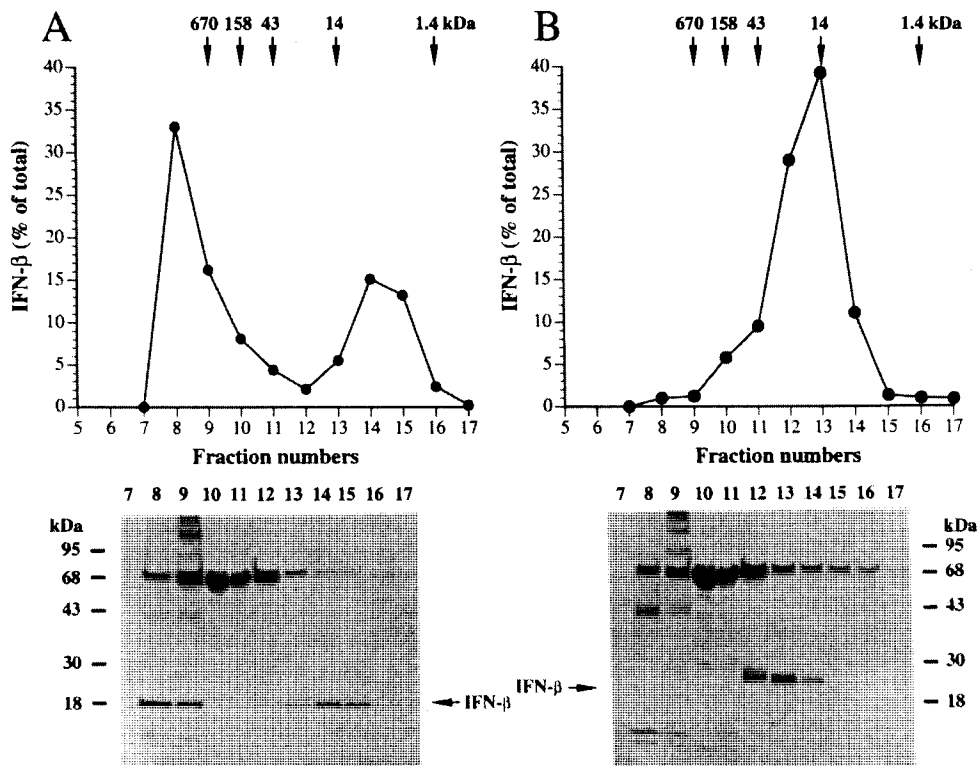 A
670 158 43 14 1.4 kDa
IFN-β (% of total)
40
35
30
25
20
15
10
5
0
5 6 7 8 9 10 11 12 13 14 15 16 17
Fraction numbers
7 8 9 10 11 12 13 14 15 16 17
kDa
95
68
43
30
18
IFN-β
B
670 158 43 14 1.4 kDa
IFN-β (% of total)
40
35
30
25
20
15
10
5
0
5 6 7 8 9 10 11 12 13 14 15 16 17
Fraction numbers
7 8 9 10 11 12 13 14 15 16 17
kDa
95
68
43
30
18
IFN-β